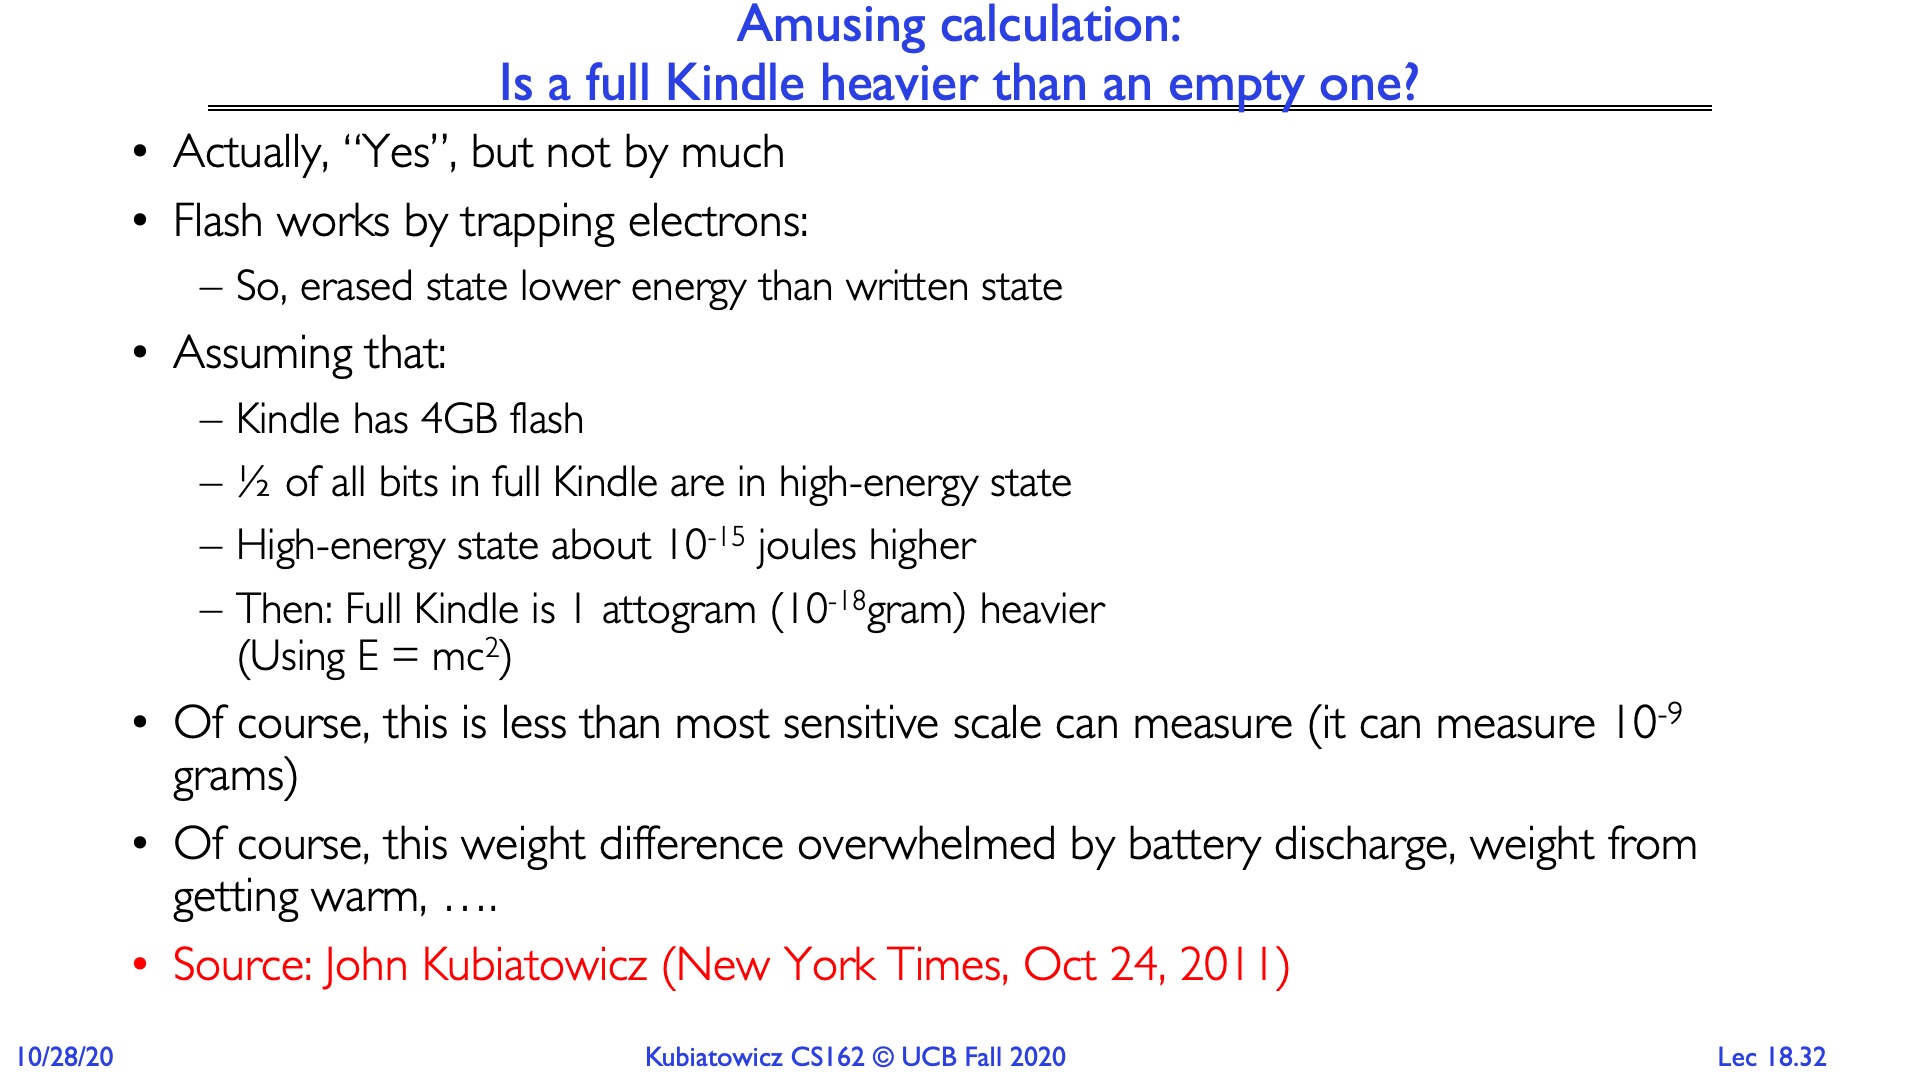 Amusing calculation:
Is a full Kindle heavier than an empty one?
• Actually, “Yes”, but not by much
• Flash works by trapping electrons:
– So, erased state lower energy than written state
• Assuming that:
– Kindle has 4GB flash
– ½ of all bits in full Kindle are in high-energy state
– High-energy state about 10⁻¹⁵ joules higher
– Then: Full Kindle is 1 attogram (10⁻¹⁸gram) heavier
(Using E = mc²)
• Of course, this is less than most sensitive scale can measure (it can measure 10⁻⁹
grams)
• Of course, this weight difference overwhelmed by battery discharge, weight from
getting warm, ….
• Source: John Kubiatowicz (New York Times, Oct 24, 2011)
10/28/20
Kubiatowicz CS162 © UCB Fall 2020
Lec 18.32